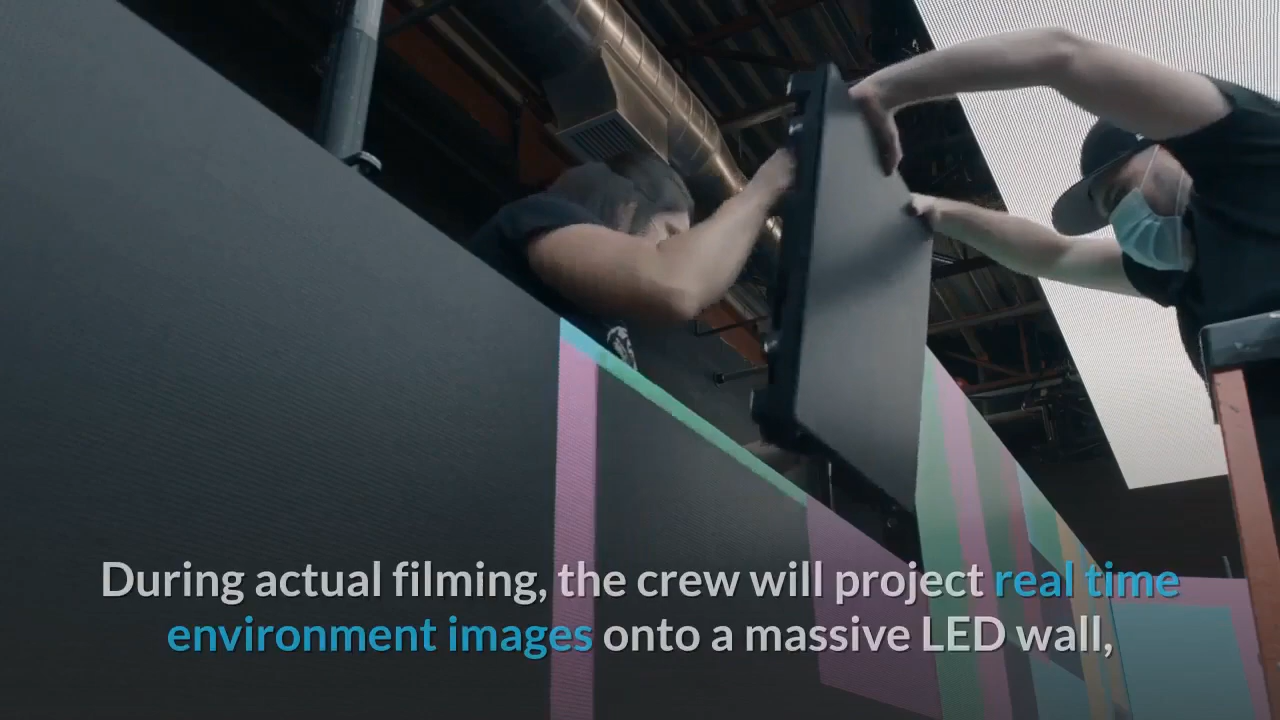 During actual filming, the crew will project real time
environment images onto a massive LED wall,